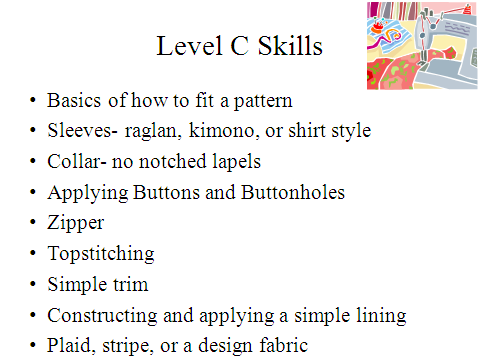 Level C Skills
• Basics of how to fit a pattern
• Sleeves- raglan, kimono, or shirt style
• Collar- no notched lapels
• Applying Buttons and Buttonholes
• Zipper
• Topstitching
• Simple trim
• Constructing and applying a simple lining
• Plaid, stripe, or a design fabric